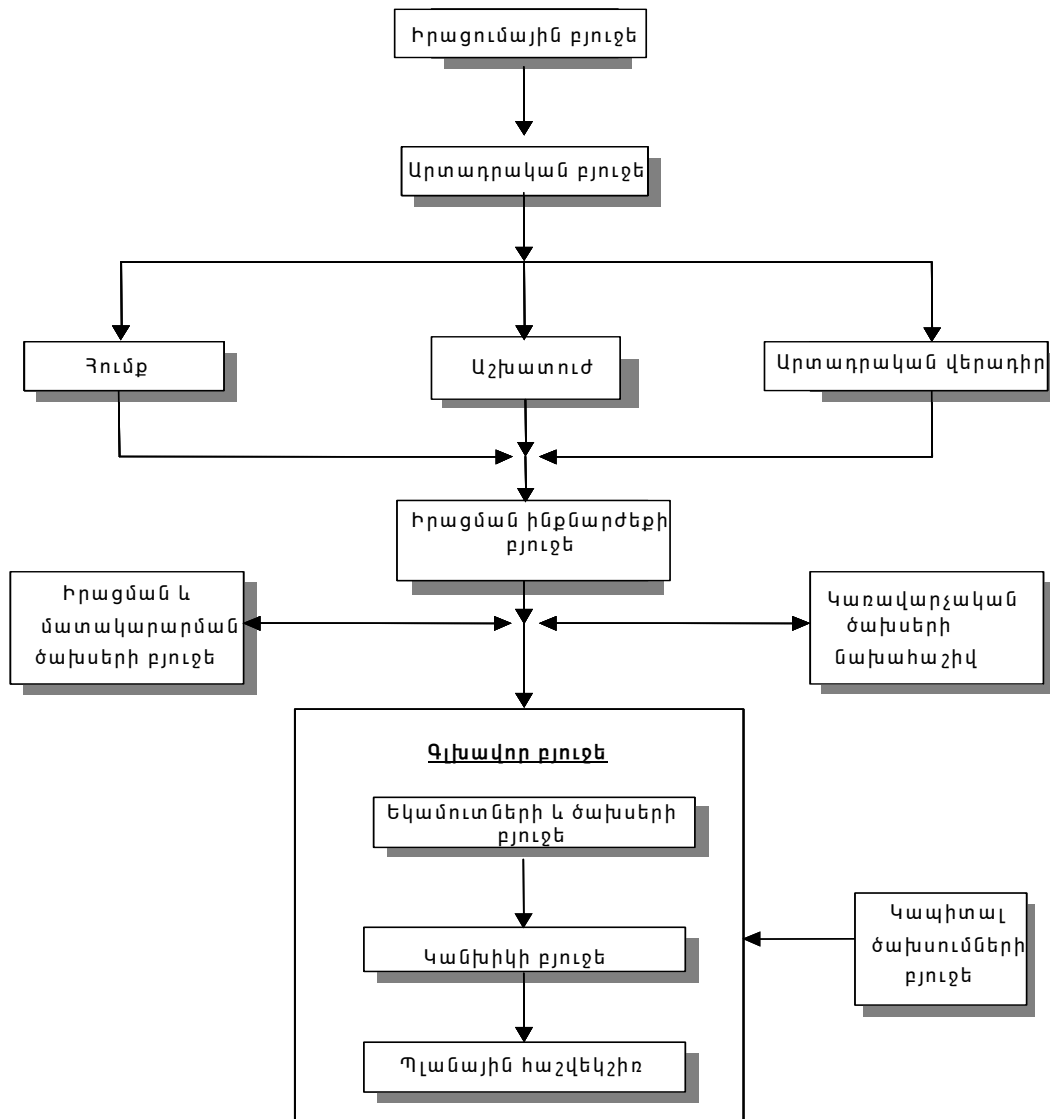 Իրացումային բյուջե
Արտադրական բյուջե
Հումք
Աշխատուժ
Արտադրական վերադիր
Իրացման ինքնարժեքի
բյուջե
Իրացման և
մատակարարման
ծախսերի բյուջե
Կառավարչական
ծախսերի
նախահաշիվ
Գլխավոր բյուջե
Եկամուտների և ծախսերի
բյուջե
Կանխիկի բյուջե
Պլանային հաշվեկշիռ
Կապիտալ
ծախսումների
բյուջե